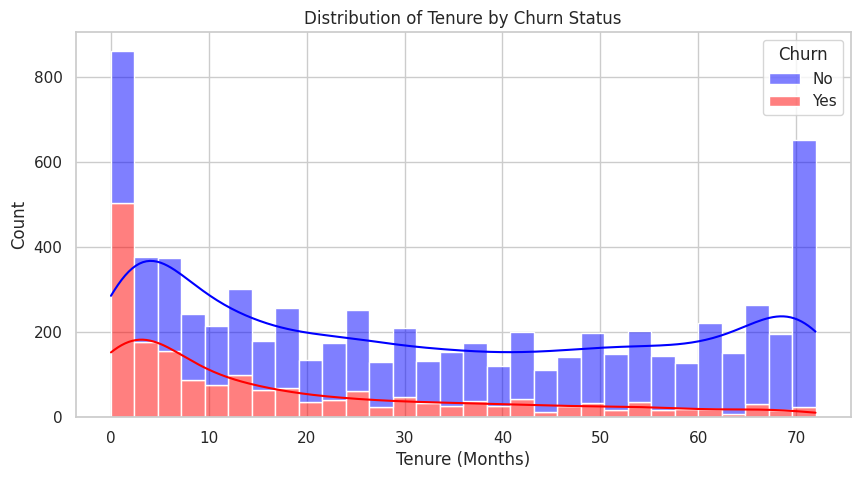 Distribution of Tenure by Churn Status
Churn
No
Yes
Count
800
600
400
200
0
0 10 20 30 40 50 60 70
Tenure (Months)